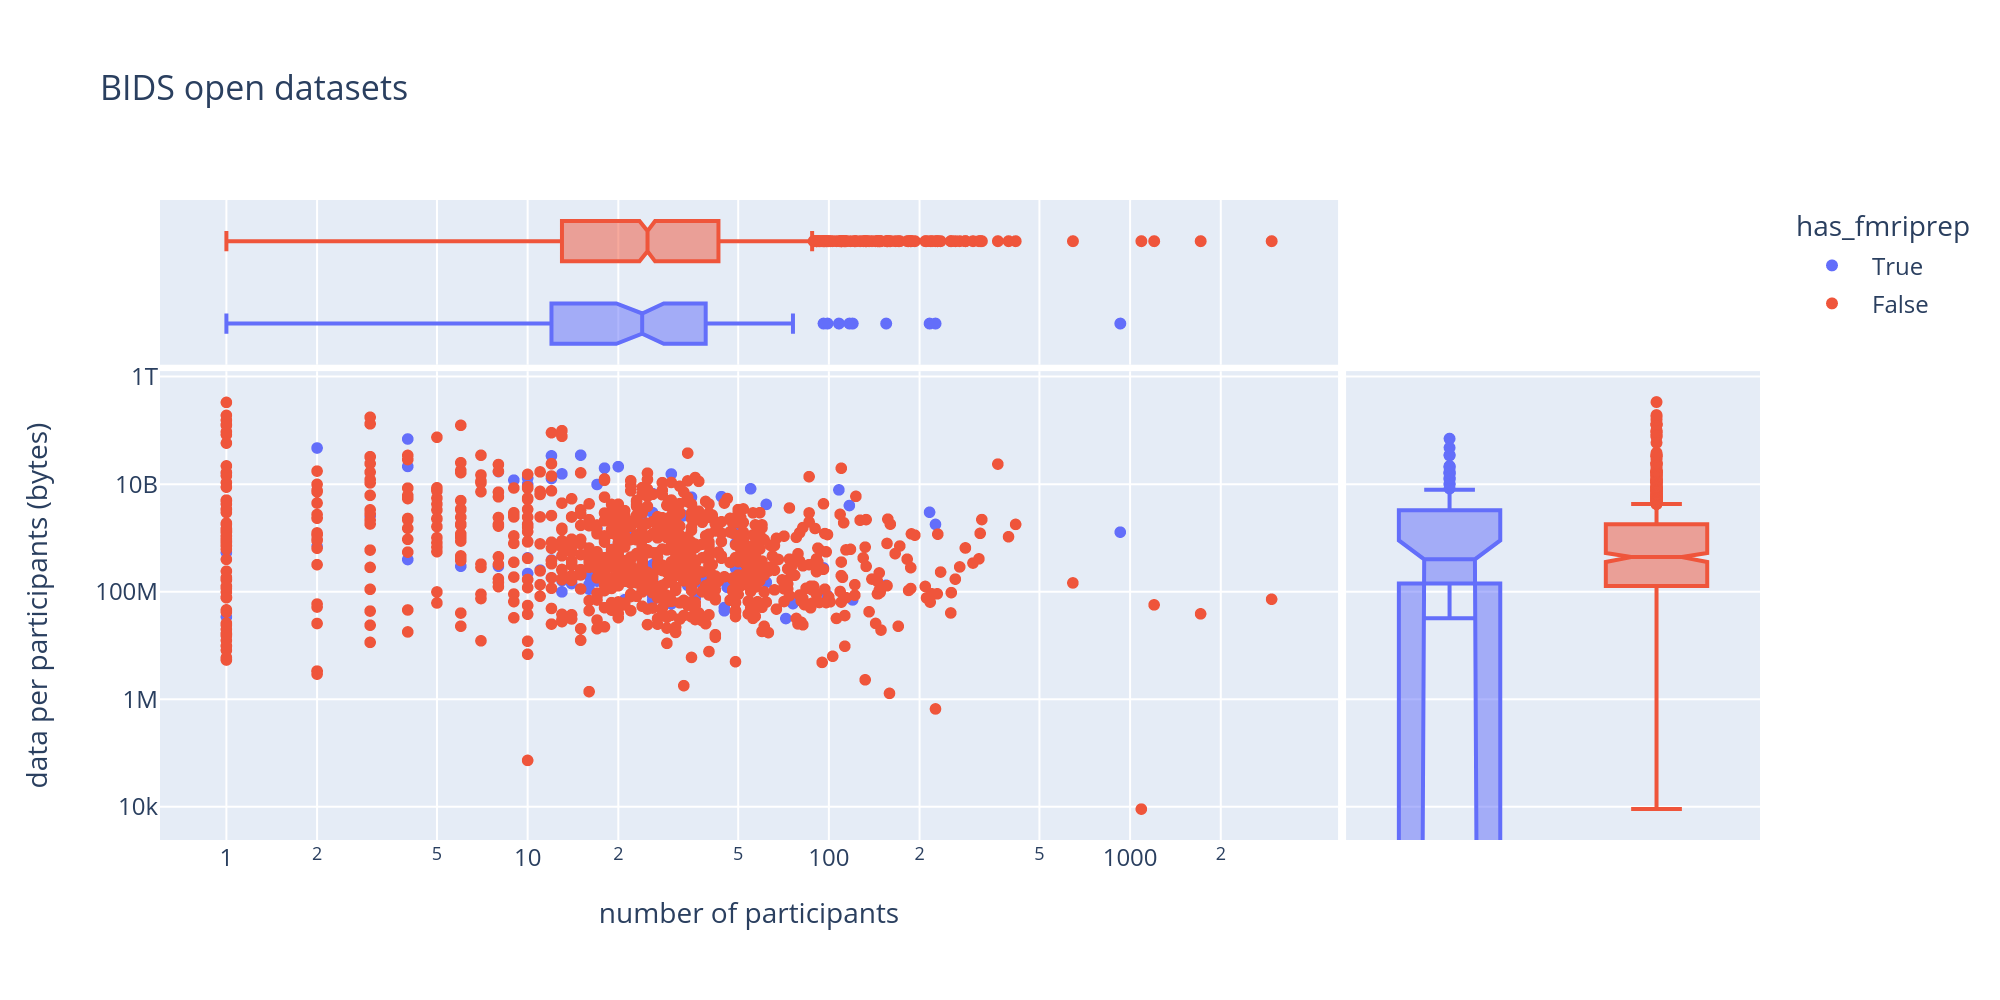 BIDS open datasets
has_fmriprep
True
False
1T
10B
100M
1M
10k
data per participants (bytes)
1 2 5 10 2 5 100 2 5 1000 2
number of participants